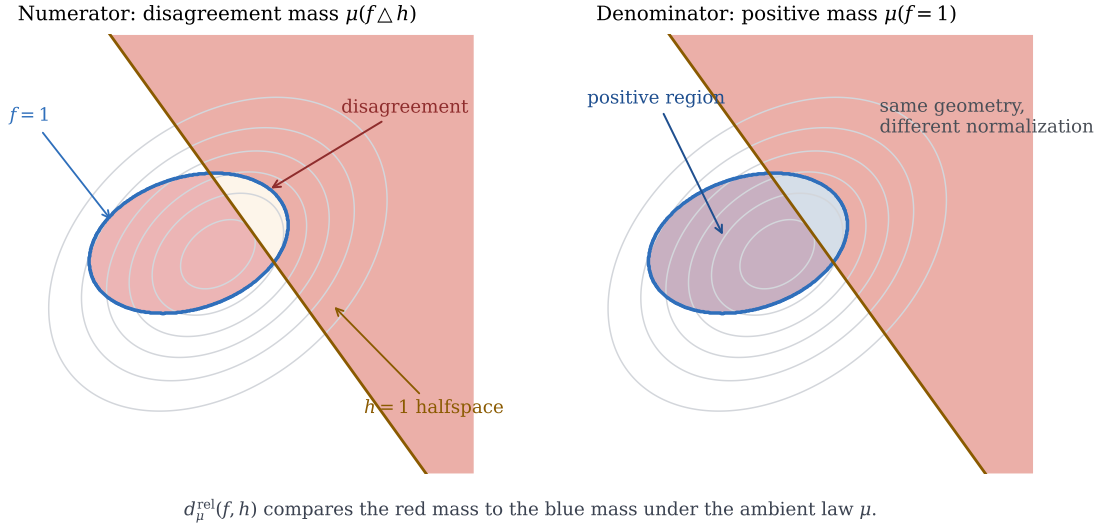 Numerator: disagreement mass μ(f △ h)
Denominator: positive mass μ(f = 1)
f = 1
disagreement
h = 1 halfspace
positive region
same geometry,
different normalization
d_μ^rel(f, h) compares the red mass to the blue mass under the ambient law μ.